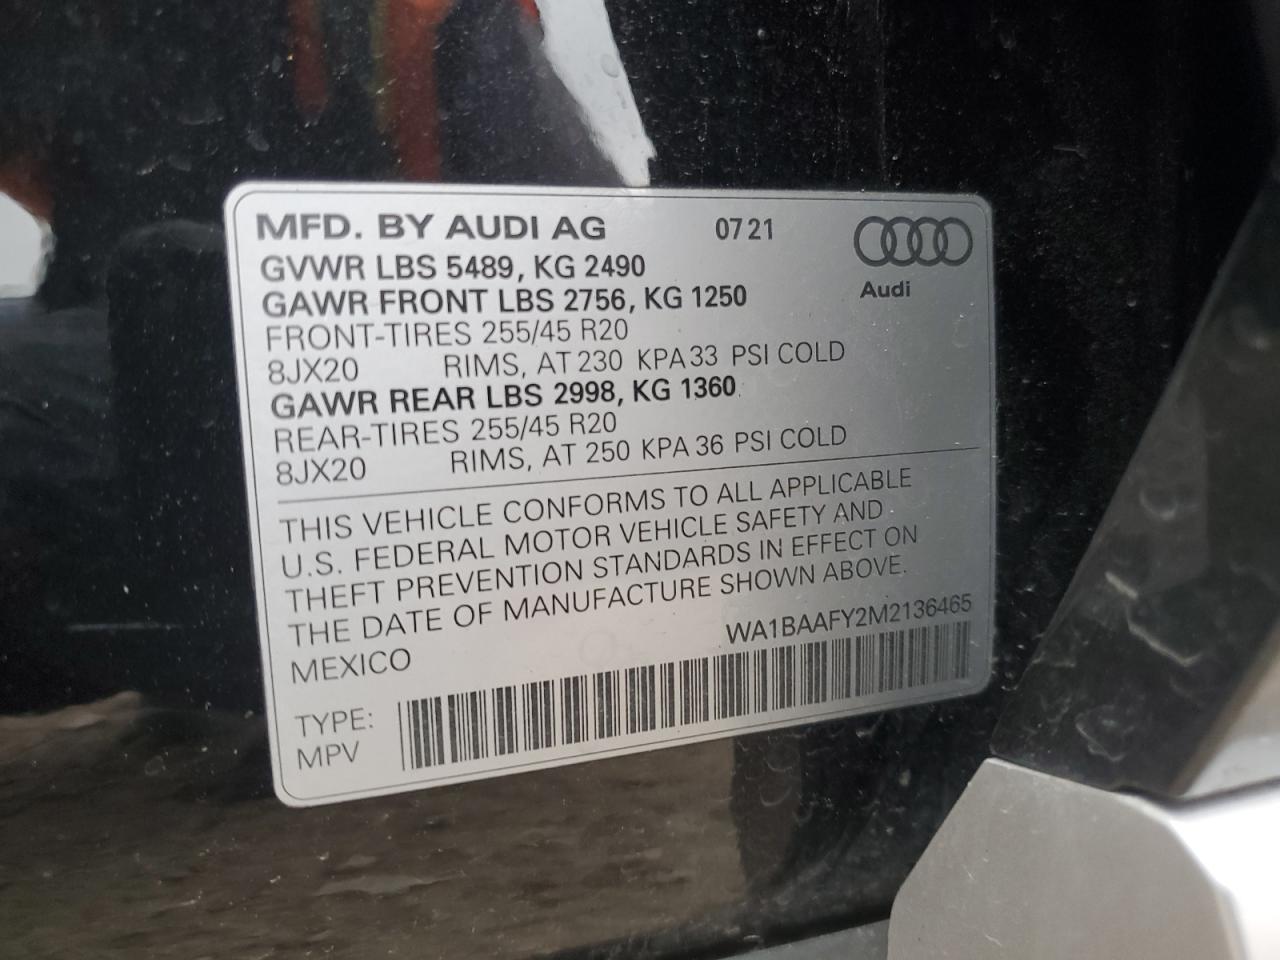 MFD. BY AUDI AG 0721
GVWR LBS 5489, KG 2490
GAWR FRONT LBS 2756, KG 1250
Audi
FRONT-TIRES 255/45 R20
8JX20 RIMS, AT 230 KPA 33 PSI COLD
GAWR REAR LBS 2998, KG 1360
REAR-TIRES 255/45 R20
8JX20 RIMS, AT 250 KPA 36 PSI COLD
THIS VEHICLE CONFORMS TO ALL APPLICABLE
U.S. FEDERAL MOTOR VEHICLE SAFETY AND
THEFT PREVENTION STANDARDS IN EFFECT ON
THE DATE OF MANUFACTURE SHOWN ABOVE.
WA1BAAFY2M2136465
MEXICO
TYPE:
MPV